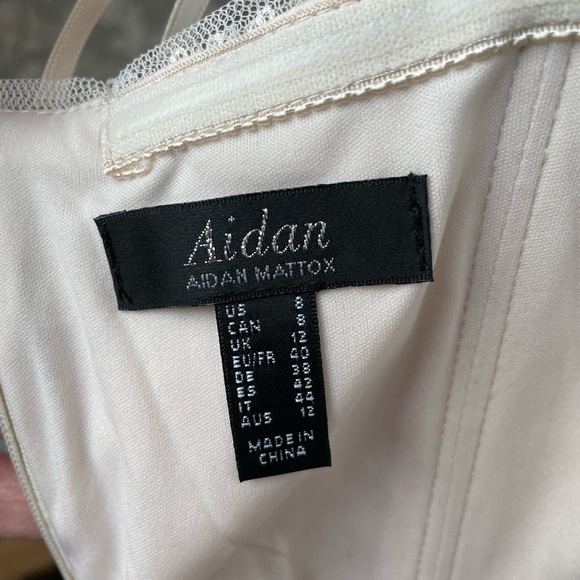 Aidan
AIDAN MATTOX
US 8
CAN 8
UK 12
EU/FR 40
DE 38
ES 42
IT 44
AUS 12
MADE IN
CHINA